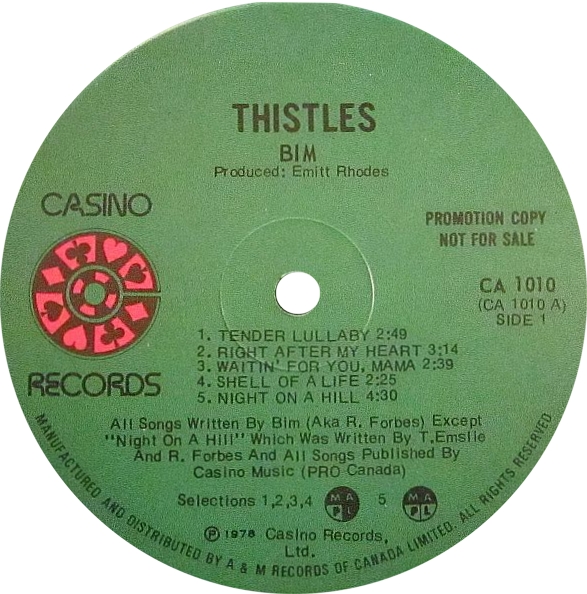 THISTLES
BIM
Produced: Emitt Rhodes
CASINO
RECORDS
PROMOTION COPY
NOT FOR SALE
CA 1010
(CA 1010 A)
SIDE 1
1. TENDER LULLABY 2:49
2. RIGHT AFTER MY HEART 3:14
3. WAITIN' FOR YOU, MAMA 2:39
4. SHELL OF A LIFE 2:25
5. NIGHT ON A HILL 4:30
All Songs Written By Bim (Aka R. Forbes) Except
"Night On A Hill" Which Was Written By T.Emslie
And R. Forbes And All Songs Published By
Casino Music (PRO Canada)
Selections 1,2,3,4 MAPL 5 MAPL
℗ 1978 Casino Records,
Ltd.
MANUFACTURED AND DISTRIBUTED BY A & M RECORDS OF CANADA LIMITED. ALL RIGHTS RESERVED